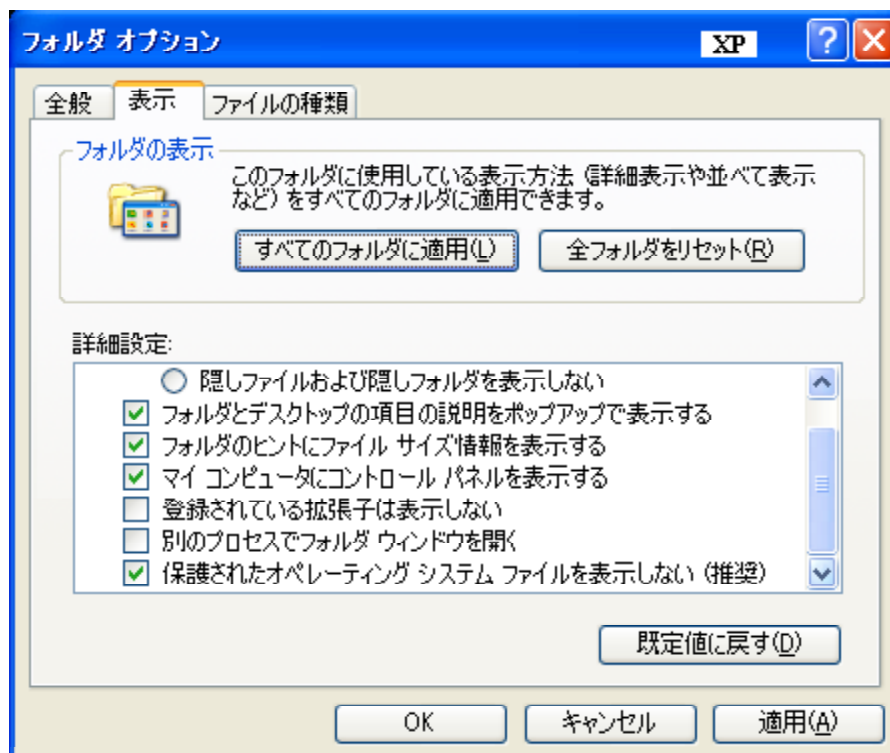 フォルダ オプション
XP
全般
表示
ファイルの種類
フォルダの表示
このフォルダに使用している表示方法 (詳細表示や並べて表示
など) をすべてのフォルダに適用できます。
すべてのフォルダに適用(L)
全フォルダをリセット(R)
詳細設定:
隠しファイルおよび隠しフォルダを表示しない
フォルダとデスクトップの項目の説明をポップアップで表示する
フォルダのヒントにファイル サイズ情報を表示する
マイ コンピュータにコントロール パネルを表示する
登録されている拡張子は表示しない
別のプロセスでフォルダ ウィンドウを開く
保護されたオペレーティング システム ファイルを表示しない (推奨)
既定値に戻す(D)
OK
キャンセル
適用(A)